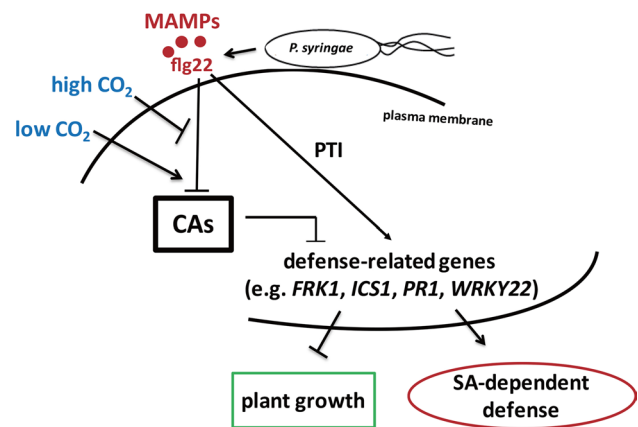 MAMPs
P. syringae
flg22
high CO₂
plasma membrane
low CO₂
PTI
CAs
defense-related genes
(e.g. FRK1, ICS1, PR1, WRKY22)
plant growth
SA-dependent
defense